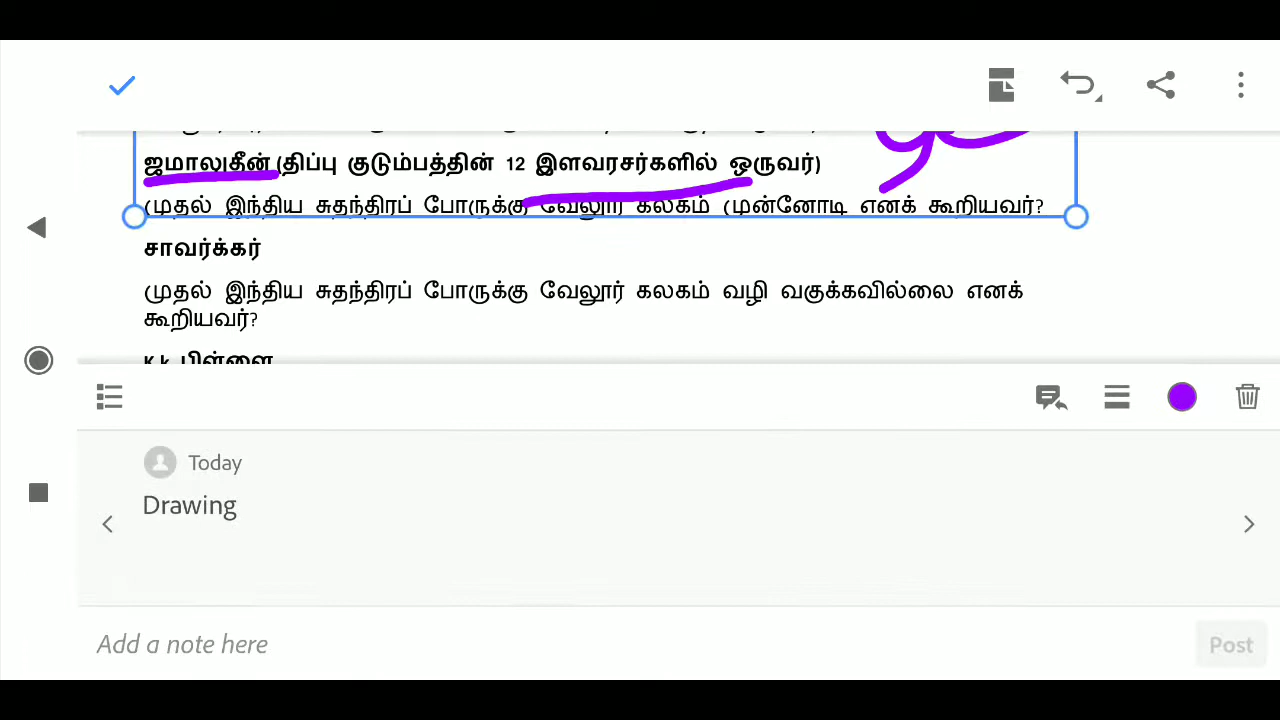 ஜமாலுதீன் (திப்பு குடும்பத்தின் 12 இளவரசர்களில் ஒருவர்)
முதல் இந்திய சுதந்திரப் போருக்கு வேலூர் கலகம் முன்னோடி எனக் கூறியவர்?
சாவர்க்கர்
முதல் இந்திய சுதந்திரப் போருக்கு வேலூர் கலகம் வழி வகுக்கவில்லை எனக்
கூறியவர்?
K.k பிள்ளை
Today
Drawing
Add a note here
Post